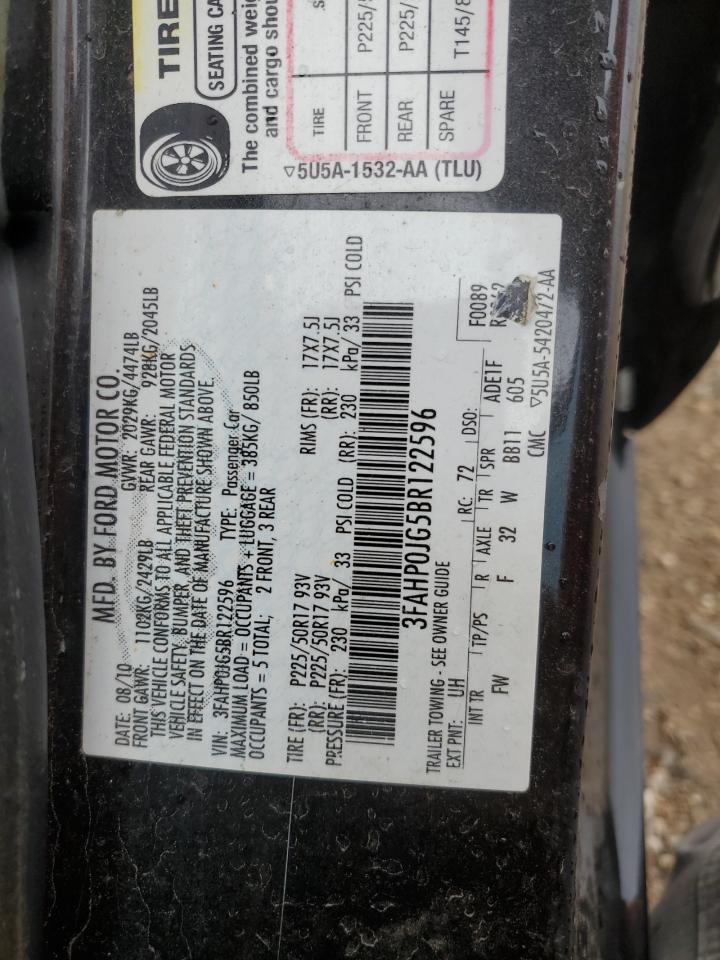 TIRE
SEATING CA
The combined weig
and cargo shou
TIRE
FRONT P225/
REAR P225/
SPARE T145/8
▽5U5A-1532-AA (TLU)
MFD. BY FORD MOTOR CO.
DATE: 08/10 GVWR: 2029KG/4474LB
FRONT GAWR: 1102KG/2429LB REAR GAWR: 928KG/2045LB
THIS VEHICLE CONFORMS TO ALL APPLICABLE FEDERAL MOTOR
VEHICLE SAFETY, BUMPER, AND THEFT PREVENTION STANDARDS
IN EFFECT ON THE DATE OF MANUFACTURE SHOWN ABOVE.
VIN: 3FAHP0JG5BR122596 TYPE: Passenger Car
MAXIMUM LOAD = OCCUPANTS + LUGGAGE = 385KG/ 850LB
OCCUPANTS = 5 TOTAL; 2 FRONT, 3 REAR
TIRE (FR): P225/50R17 93V RIMS (FR): 17X7.5J
(RR): P225/50R17 93V (RR): 17X7.5J
PRESSURE (FR): 230 kPa/ 33 PSI COLD (RR): 230 kPa/ 33 PSI COLD
3FAHP0JG5BR122596
TRAILER TOWING - SEE OWNER GUIDE F0089
EXT PNT: UH RC: 72 DSO:
INT TR TP/PS R AXLE TR SPR ADE1F
FW F 32 W BB11 605
CMC ▽5U5A-5420472-AA